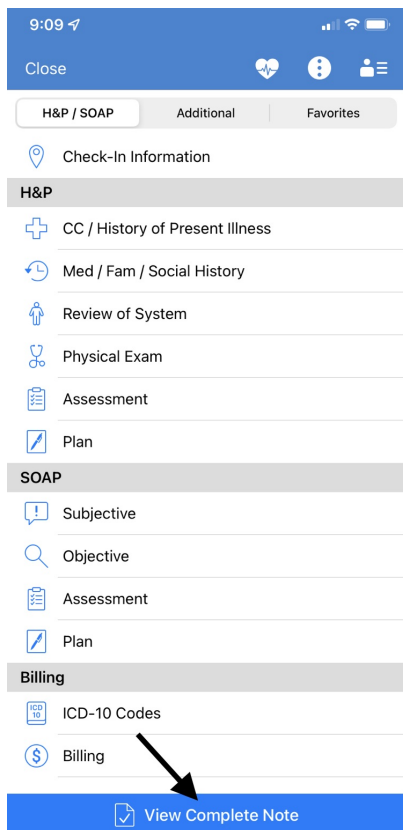 9:09
Close
H&P / SOAP Additional Favorites
Check-In Information
H&P
CC / History of Present Illness
Med / Fam / Social History
Review of System
Physical Exam
Assessment
Plan
SOAP
Subjective
Objective
Assessment
Plan
Billing
ICD 10 ICD-10 Codes
$ Billing
View Complete Note